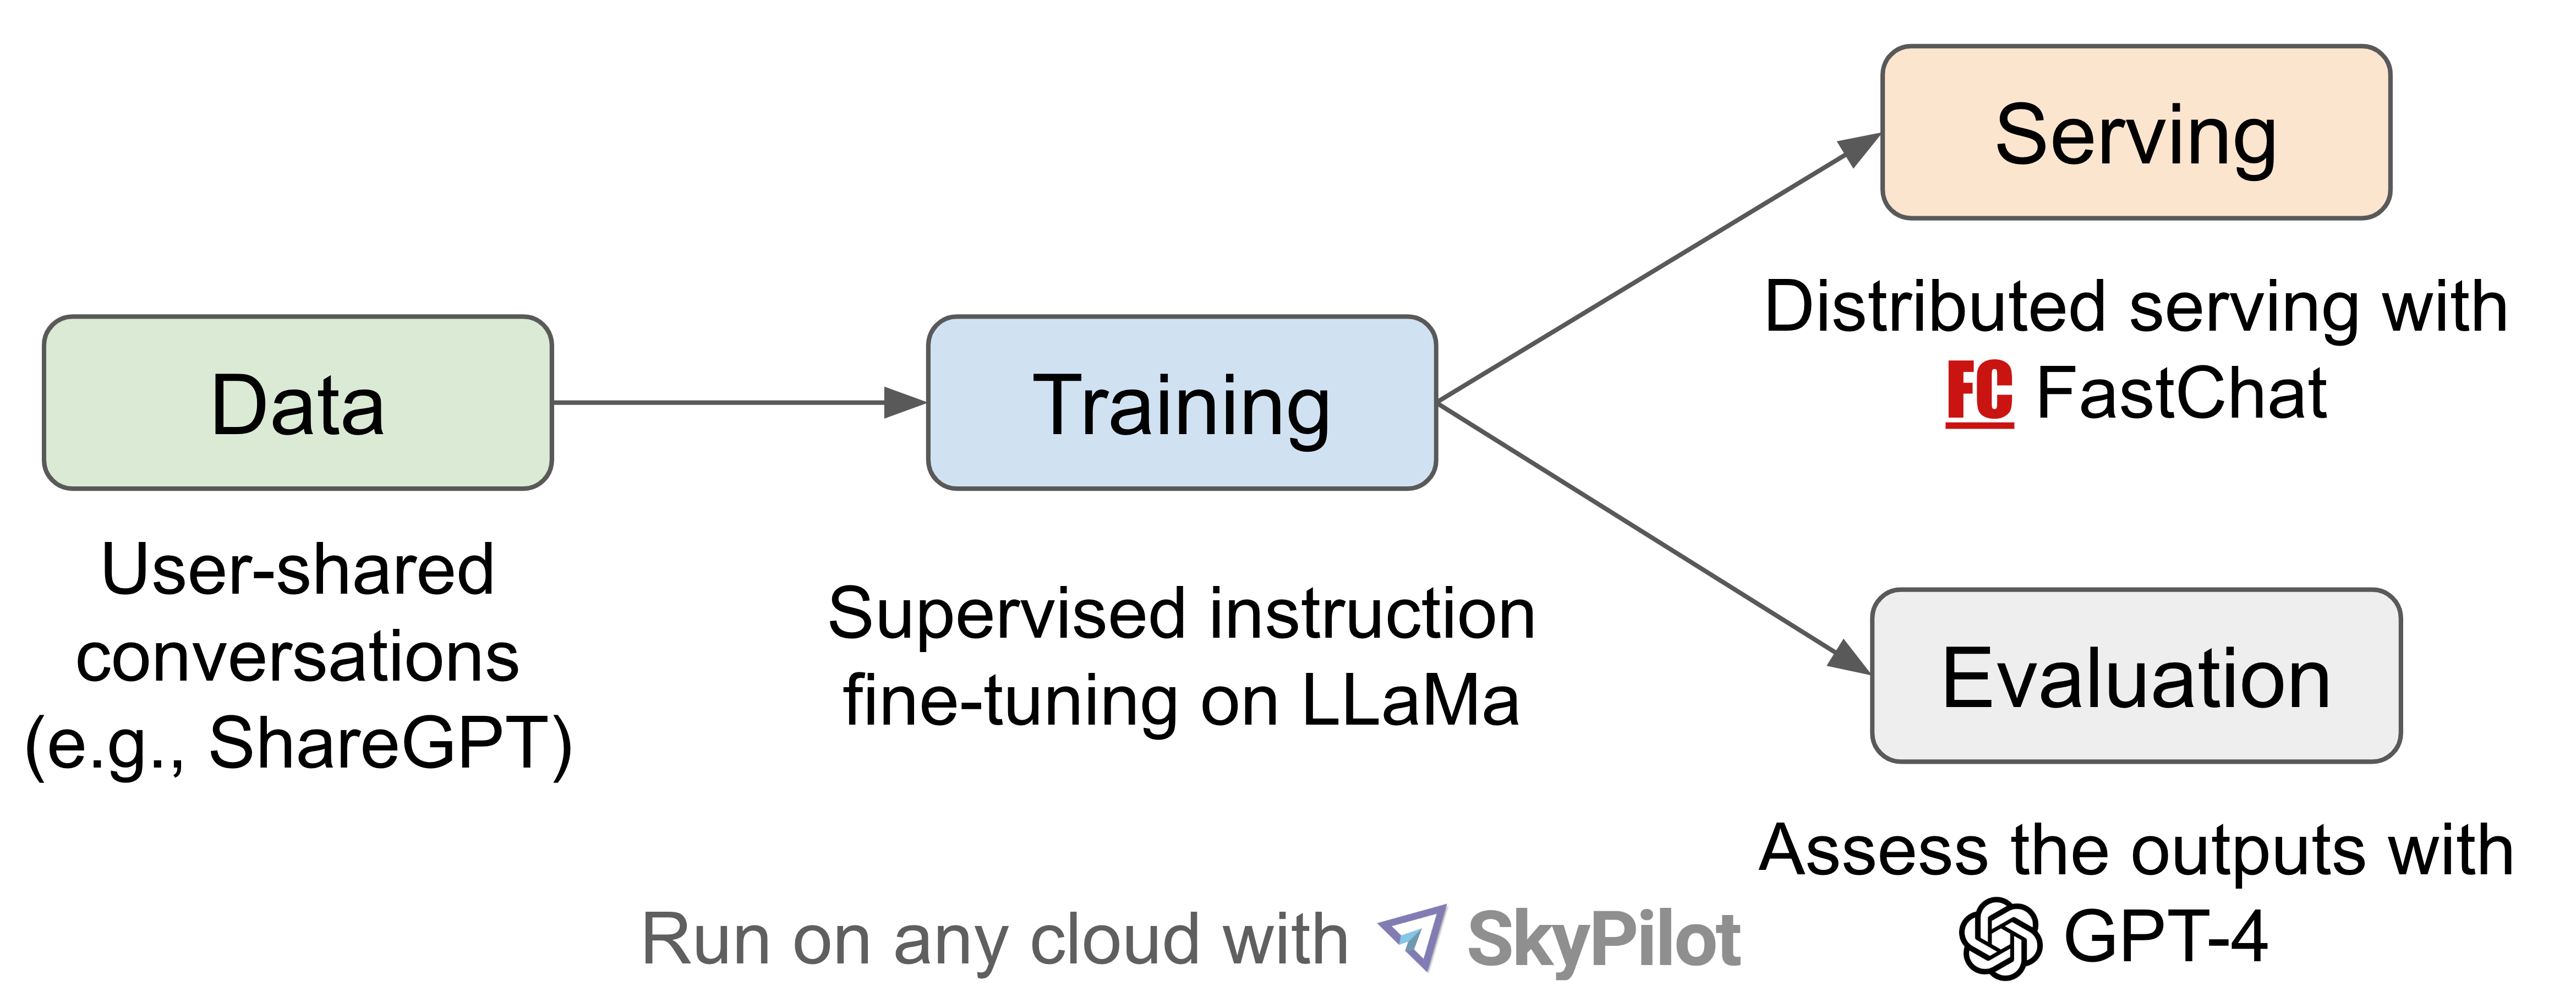 Data
User-shared
conversations
(e.g., ShareGPT)
Training
Supervised instruction
fine-tuning on LLaMa
Serving
Distributed serving with
FC FastChat
Evaluation
Assess the outputs with
GPT-4
Run on any cloud with SkyPilot